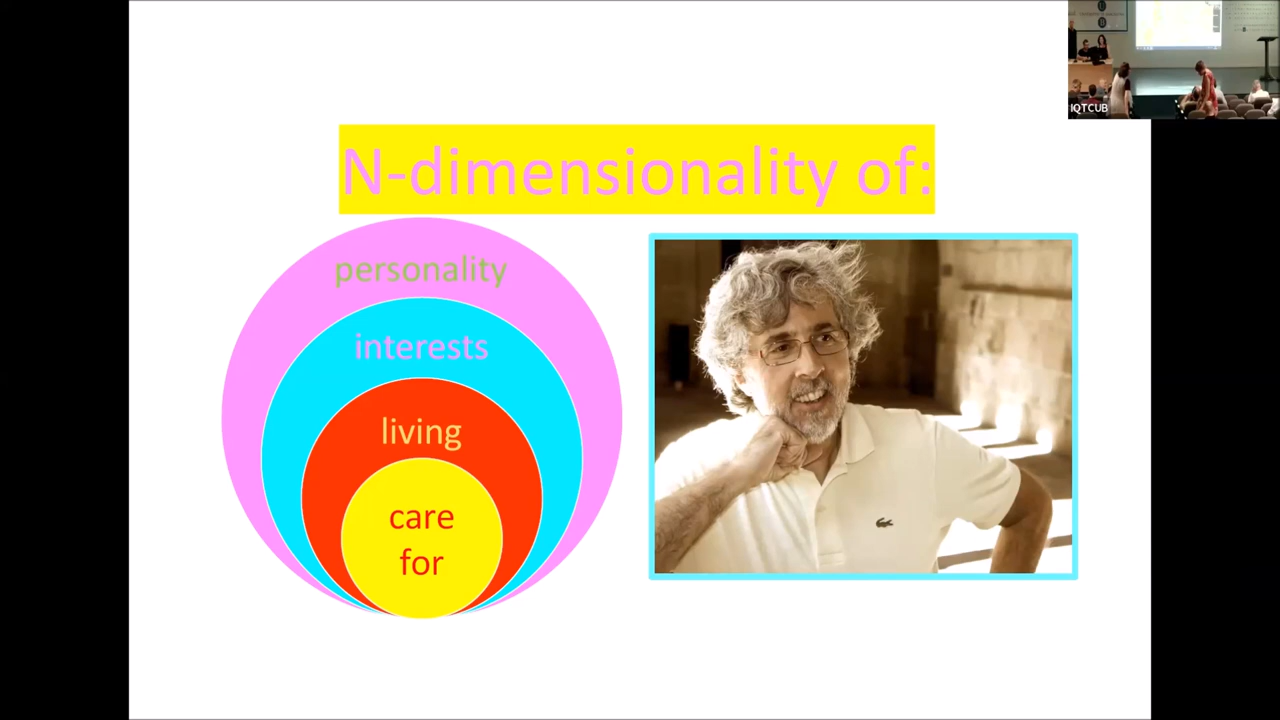 N-dimensionality of:
personality
interests
living
care
for
IQTCUB